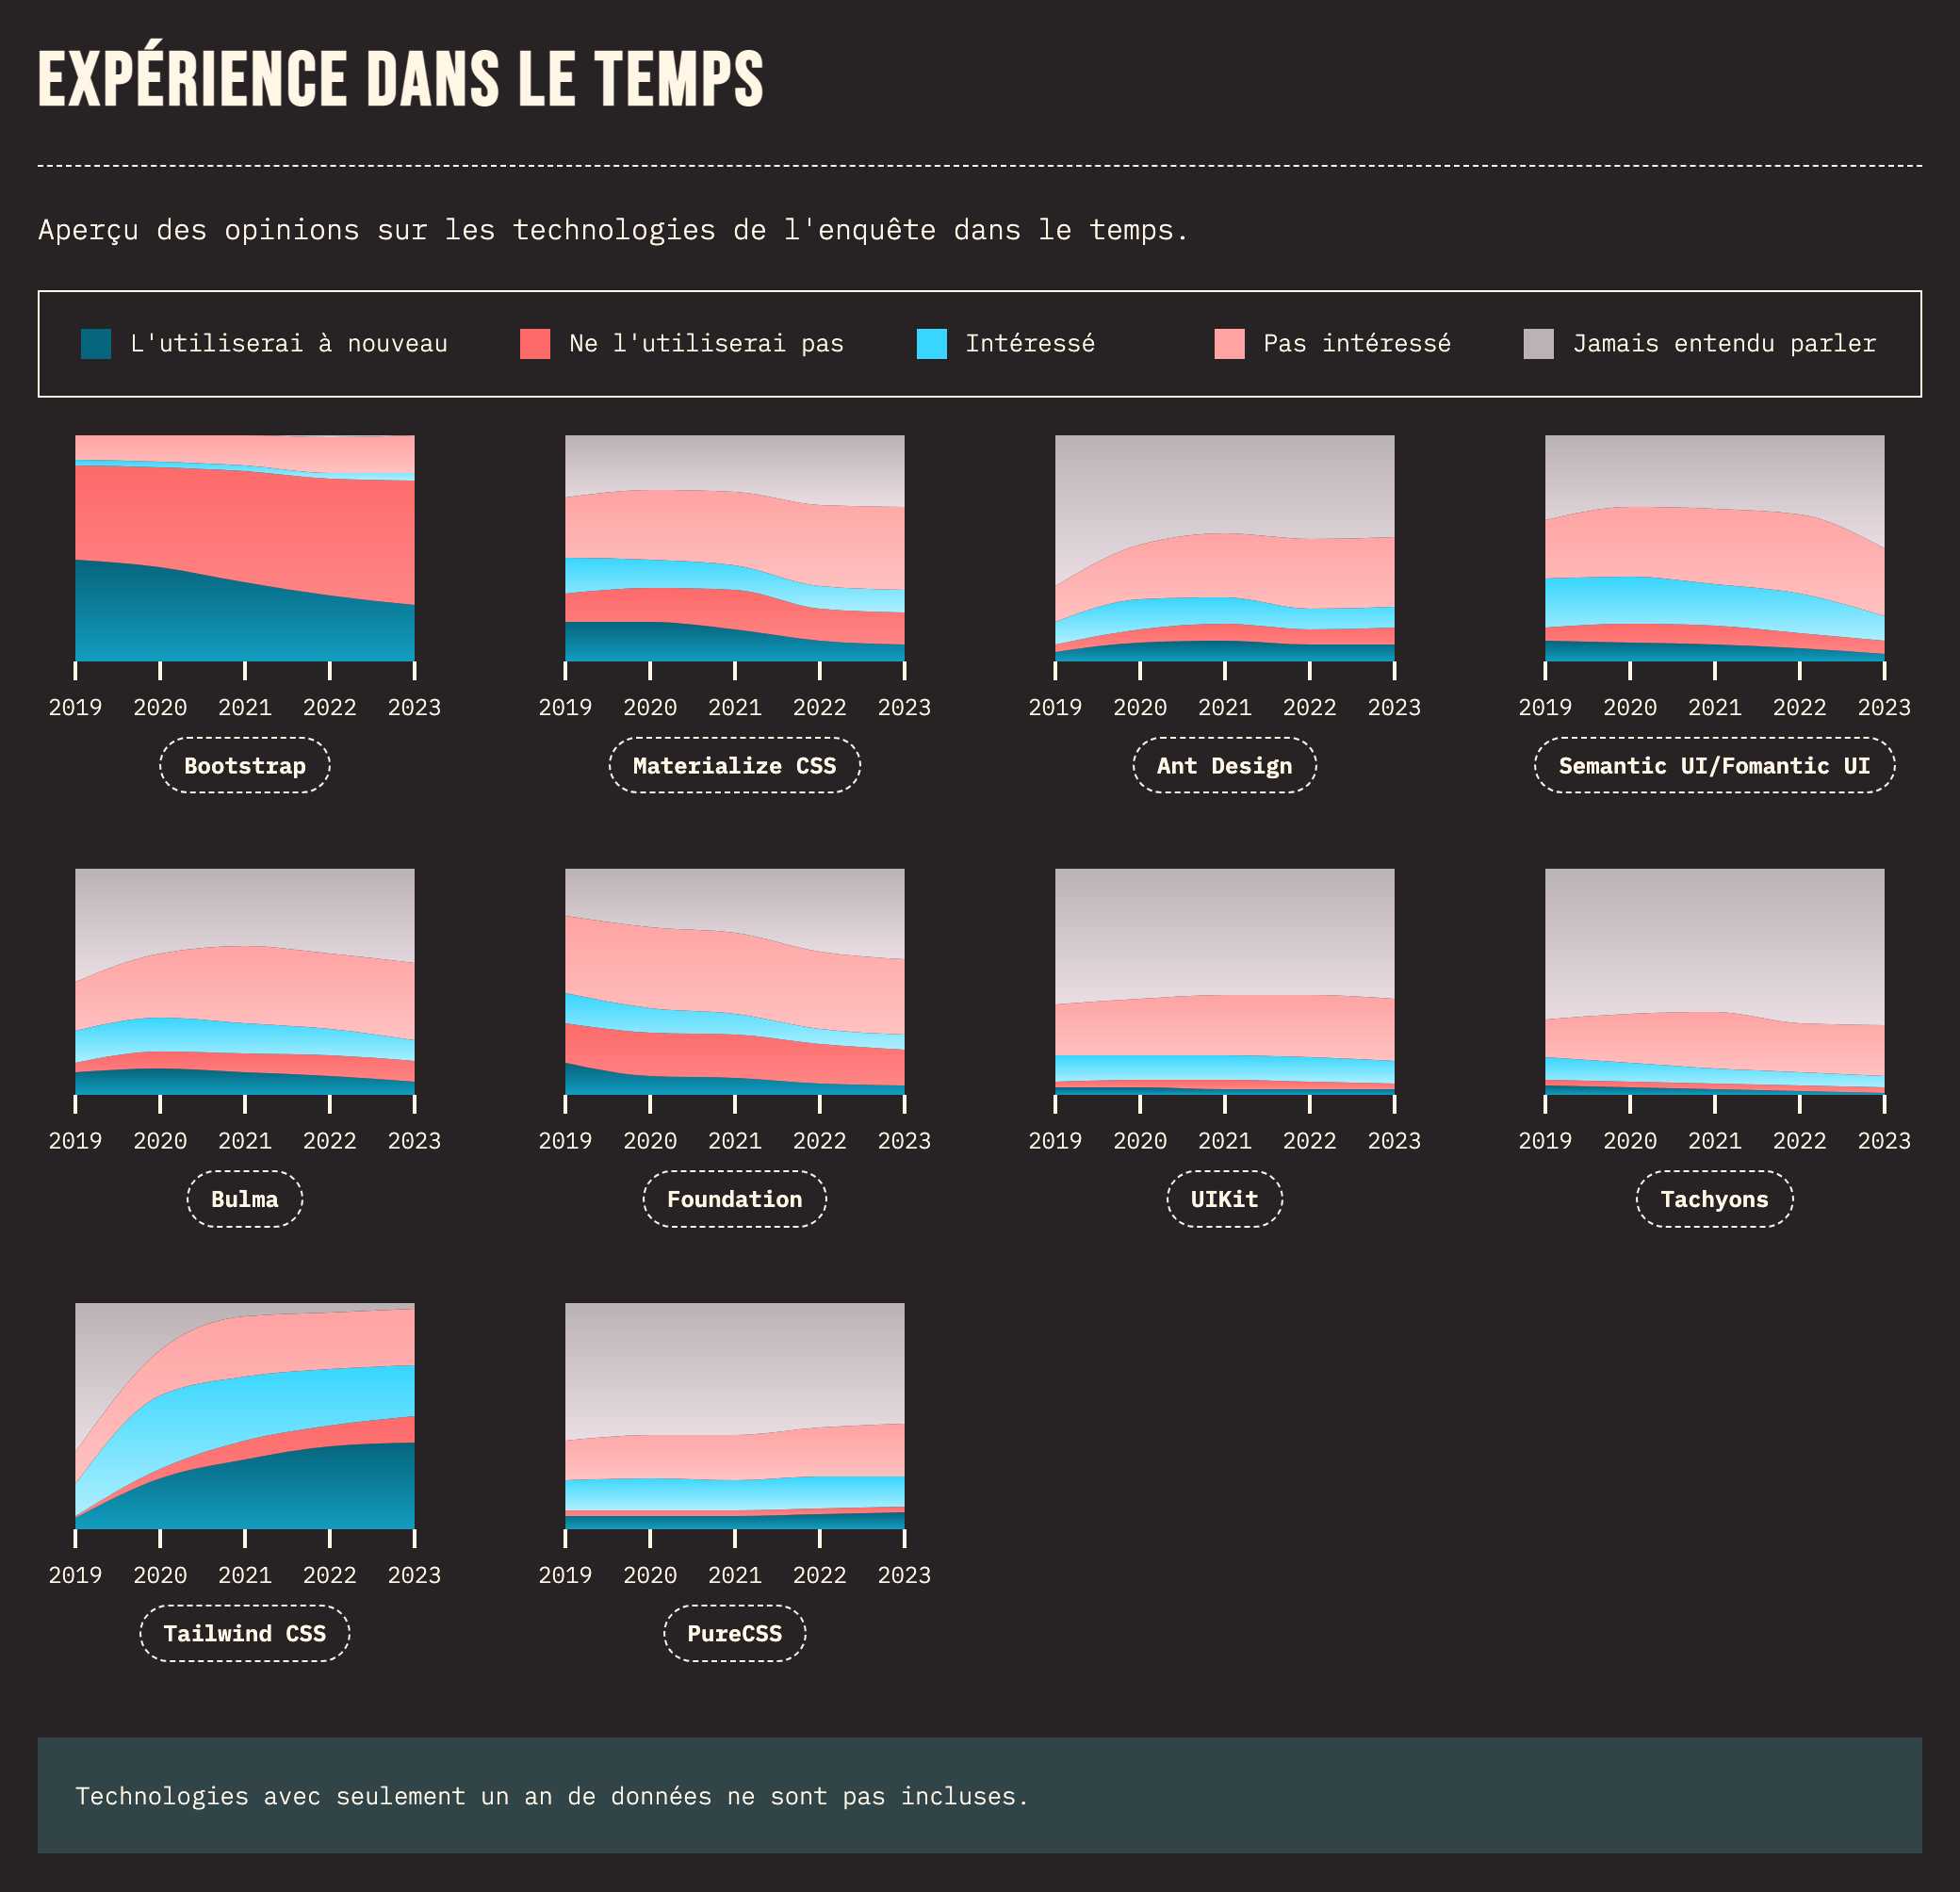 EXPÉRIENCE DANS LE TEMPS
Aperçu des opinions sur les technologies de l'enquête dans le temps.
L'utiliserai à nouveau Ne l'utiliserai pas Intéressé Pas intéressé Jamais entendu parler
2019 2020 2021 2022 2023 2019 2020 2021 2022 2023 2019 2020 2021 2022 2023 2019 2020 2021 2022 2023
Bootstrap Materialize CSS Ant Design Semantic UI/Fomantic UI
2019 2020 2021 2022 2023 2019 2020 2021 2022 2023 2019 2020 2021 2022 2023 2019 2020 2021 2022 2023
Bulma Foundation UIKit Tachyons
2019 2020 2021 2022 2023 2019 2020 2021 2022 2023
Tailwind CSS PureCSS
Technologies avec seulement un an de données ne sont pas incluses.